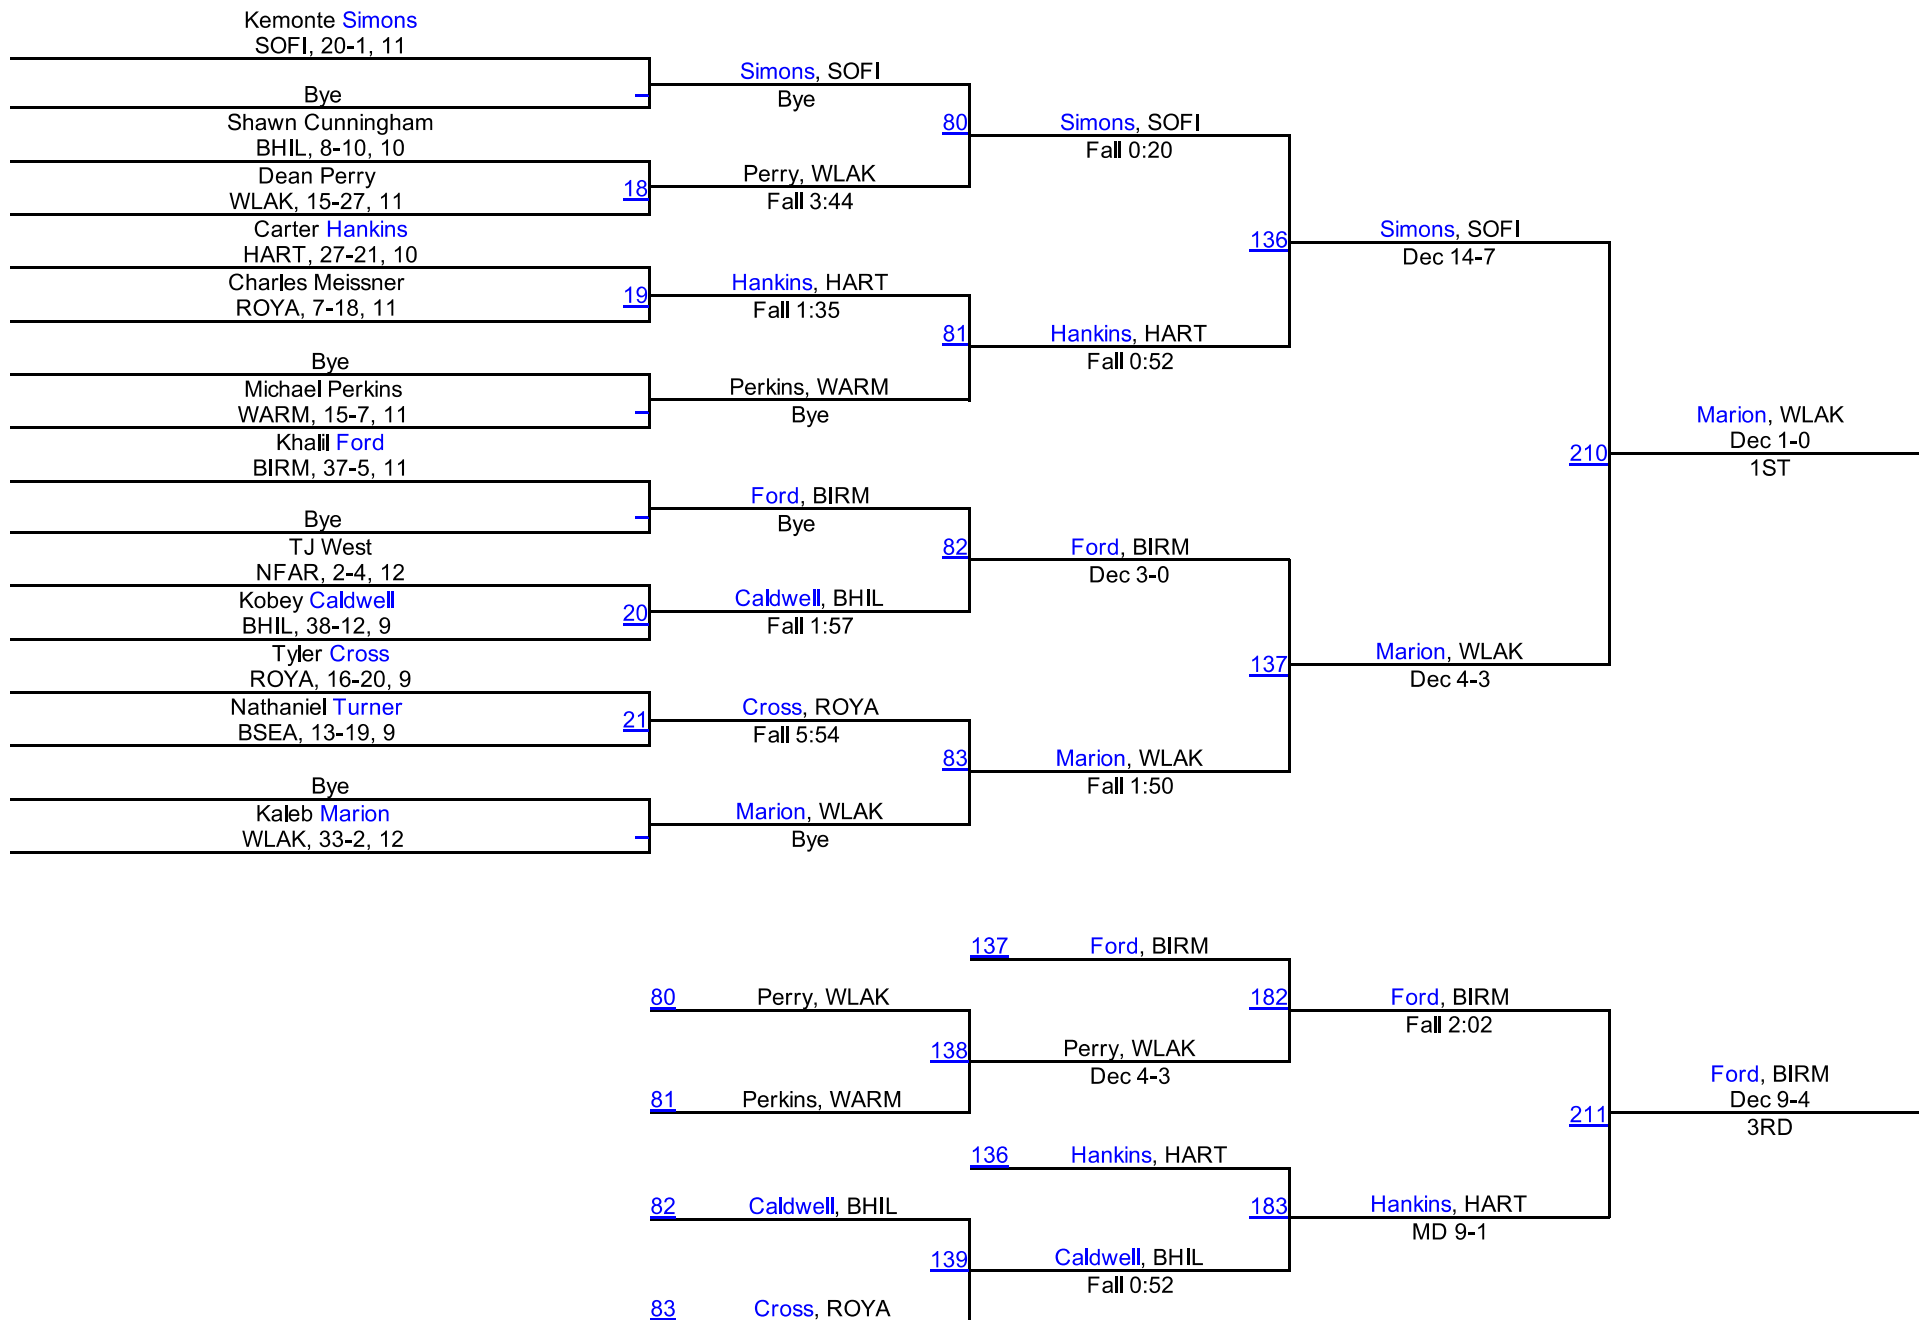 Kemonte Simons
SOFI, 20-1, 11
Bye
Shawn Cunningham
BHIL, 8-10, 10
Dean Perry
WLAK, 15-27, 11
18
Carter Hankins
HART, 27-21, 10
Charles Meissner
ROYA, 7-18, 11
19
Bye
Michael Perkins
WARM, 15-7, 11
Khalil Ford
BIRM, 37-5, 11
Bye
TJ West
NFAR, 2-4, 12
Kobey Caldwell
BHIL, 38-12, 9
20
Tyler Cross
ROYA, 16-20, 9
Nathaniel Turner
BSEA, 13-19, 9
21
Bye
Kaleb Marion
WLAK, 33-2, 12
Simons, SOFI
Bye
80
Perry, WLAK
Fall 3:44
Hankins, HART
Fall 1:35
81
Perkins, WARM
Bye
Ford, BIRM
Bye
82
Caldwell, BHIL
Fall 1:57
Cross, ROYA
Fall 5:54
83
Marion, WLAK
Bye
Simons, SOFI
Fall 0:20
136
Hankins, HART
Fall 0:52
Ford, BIRM
Dec 3-0
137
Marion, WLAK
Fall 1:50
Simons, SOFI
Dec 14-7
210
Marion, WLAK
Dec 4-3
Marion, WLAK
Dec 1-0
1ST
137 Ford, BIRM
80 Perry, WLAK
182
138
Perry, WLAK
Dec 4-3
81 Perkins, WARM
Ford, BIRM
Fall 2:02
211
Ford, BIRM
Dec 9-4
3RD
136 Hankins, HART
82 Caldwell, BHIL
183
Hankins, HART
MD 9-1
139
Caldwell, BHIL
Fall 0:52
83 Cross, ROYA